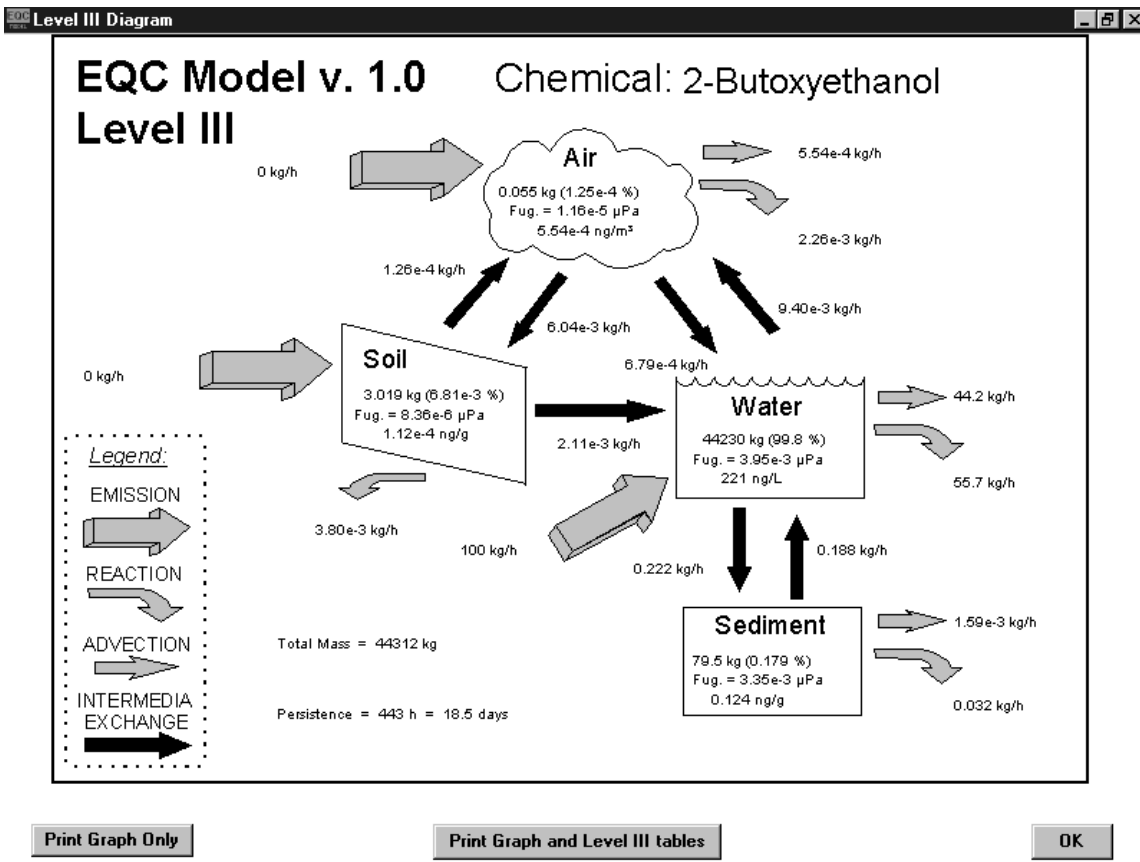 EQC
Level III Diagram
EQC Model v. 1.0
Level III
Chemical: 2-Butoxyethanol
0 kg/h
Air
0.055 kg (1.25e-4 %)
Fug. = 1.16e-5 µPa
5.54e-4 ng/m³
5.54e-4 kg/h
2.26e-3 kg/h
1.26e-4 kg/h
6.04e-3 kg/h
6.79e-4 kg/h
9.40e-3 kg/h
0 kg/h
Soil
3.019 kg (6.81e-3 %)
Fug. = 8.36e-6 µPa
1.12e-4 ng/g
2.11e-3 kg/h
3.80e-3 kg/h
Water
44230 kg (99.8 %)
Fug. = 3.95e-3 µPa
221 ng/L
44.2 kg/h
55.7 kg/h
100 kg/h
0.222 kg/h
0.188 kg/h
Sediment
79.5 kg (0.179 %)
Fug. = 3.35e-3 µPa
0.124 ng/g
1.59e-3 kg/h
0.032 kg/h
Legend:
EMISSION
REACTION
ADVECTION
INTERMEDIA
EXCHANGE
Total Mass = 44312 kg
Persistence = 443 h = 18.5 days
Print Graph Only
Print Graph and Level III tables
OK